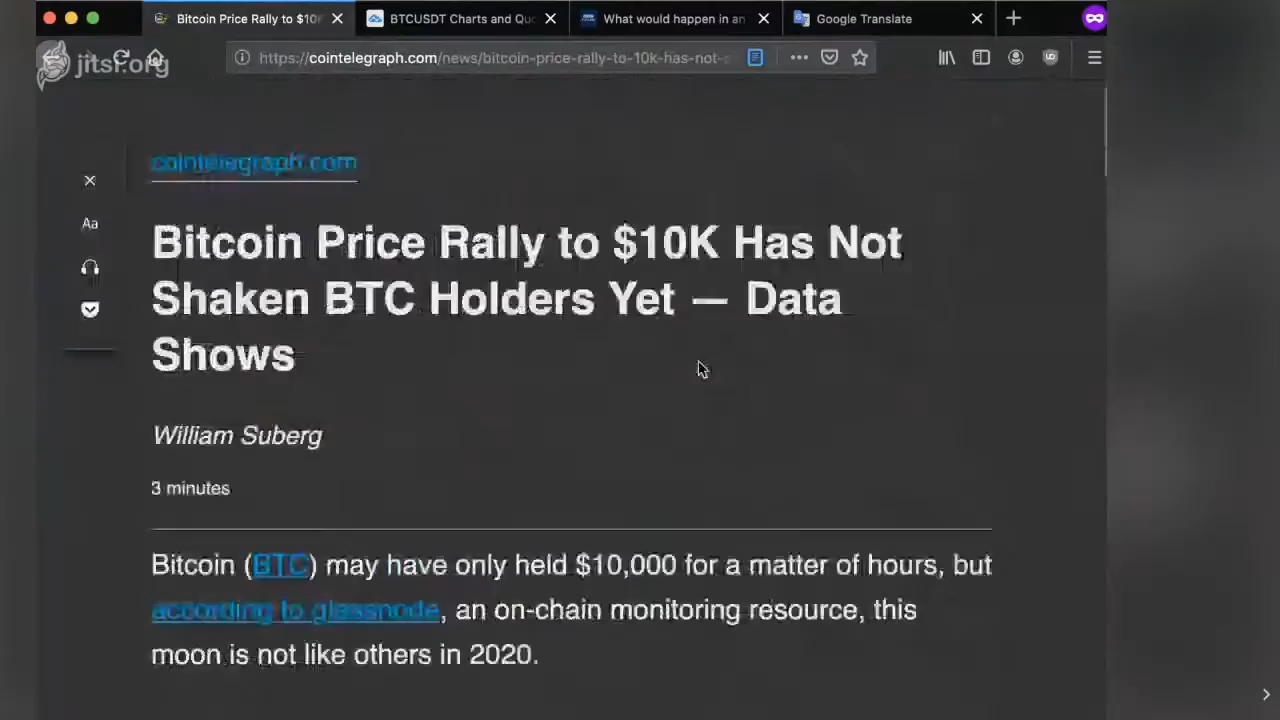 Bitcoin Price Rally to $10K
BTCUSDT Charts and Quo
What would happen in an
Google Translate
jitsi.org
https://cointelegraph.com/news/bitcoin-price-rally-to-10k-has-not-
cointelegraph.com
Aa
Bitcoin Price Rally to $10K Has Not
Shaken BTC Holders Yet — Data
Shows
William Suberg
3 minutes
Bitcoin (BTC) may have only held $10,000 for a matter of hours, but
according to glassnode, an on-chain monitoring resource, this
moon is not like others in 2020.